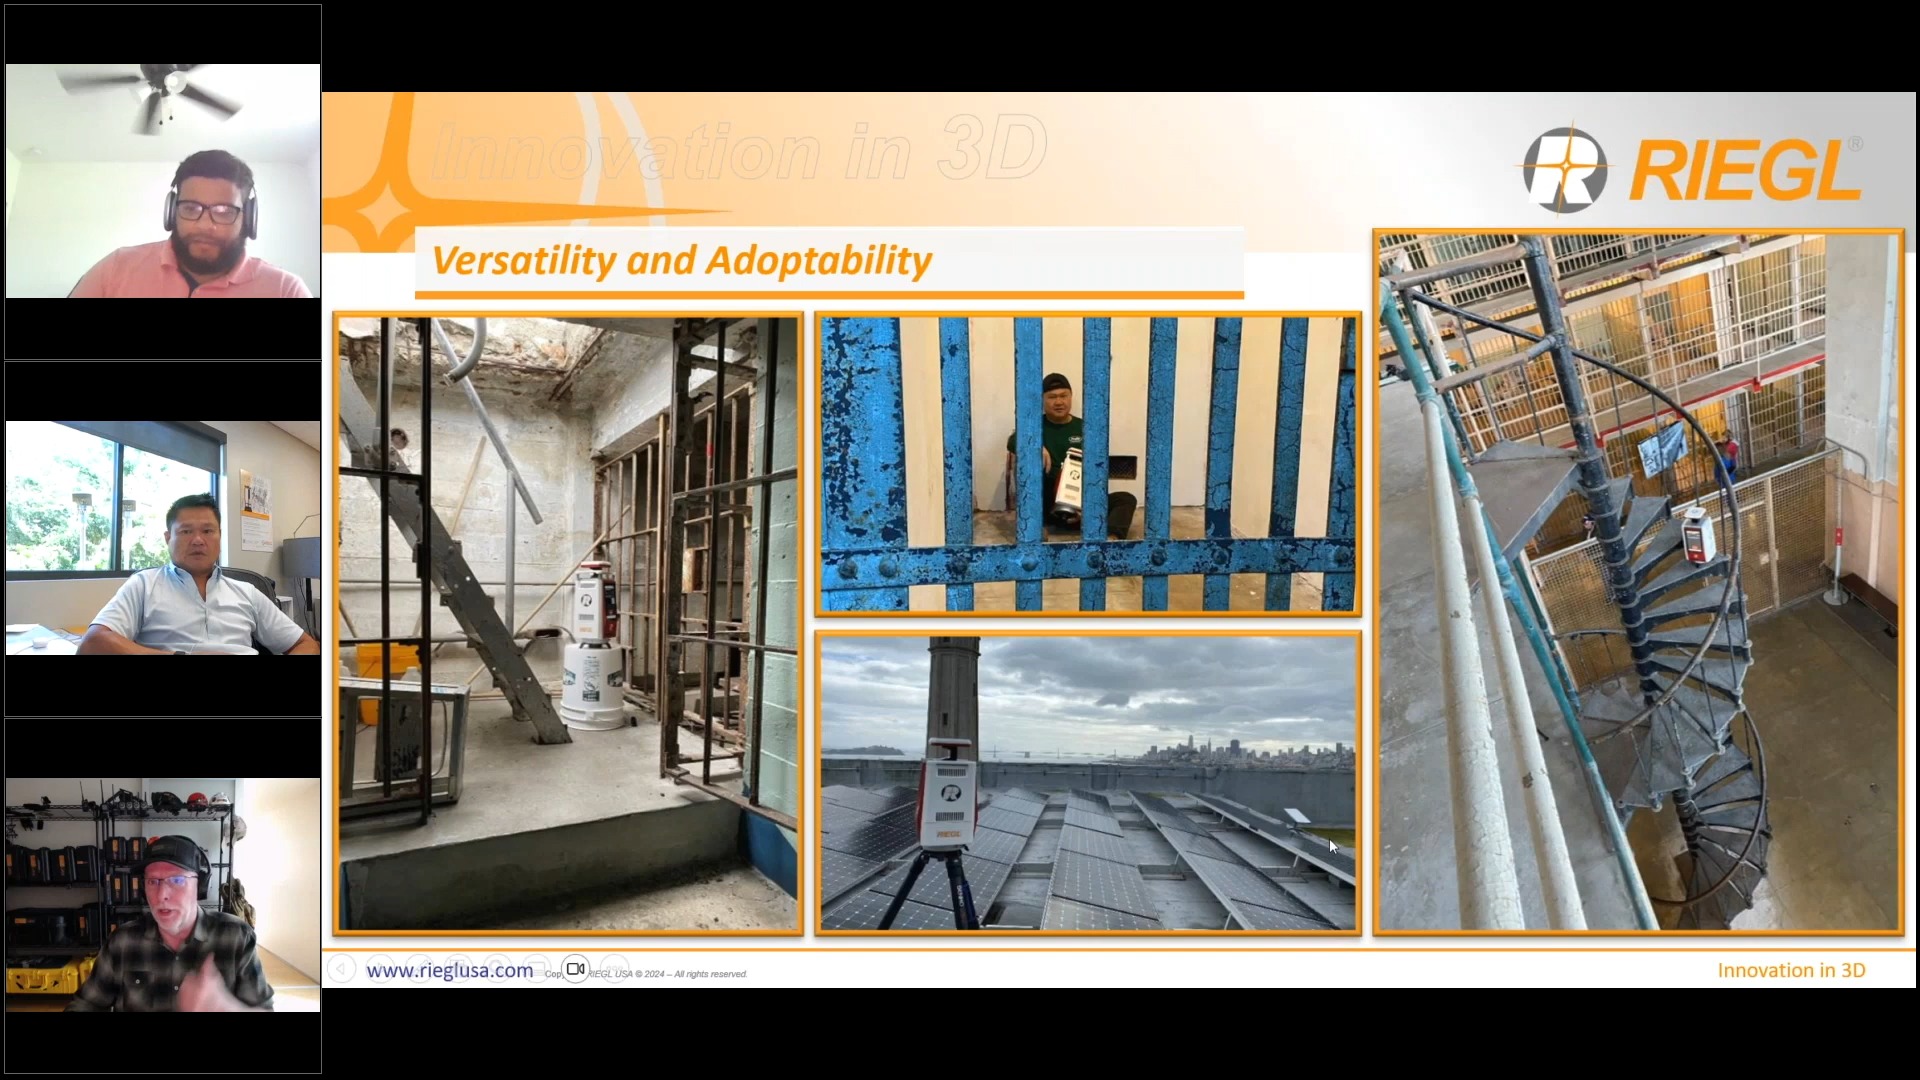 Innovation in 3D
RIEGL®
Versatility and Adoptability
RIEGL
www.rieglusa.com
RIEGL USA © 2024 – All rights reserved.
Innovation in 3D